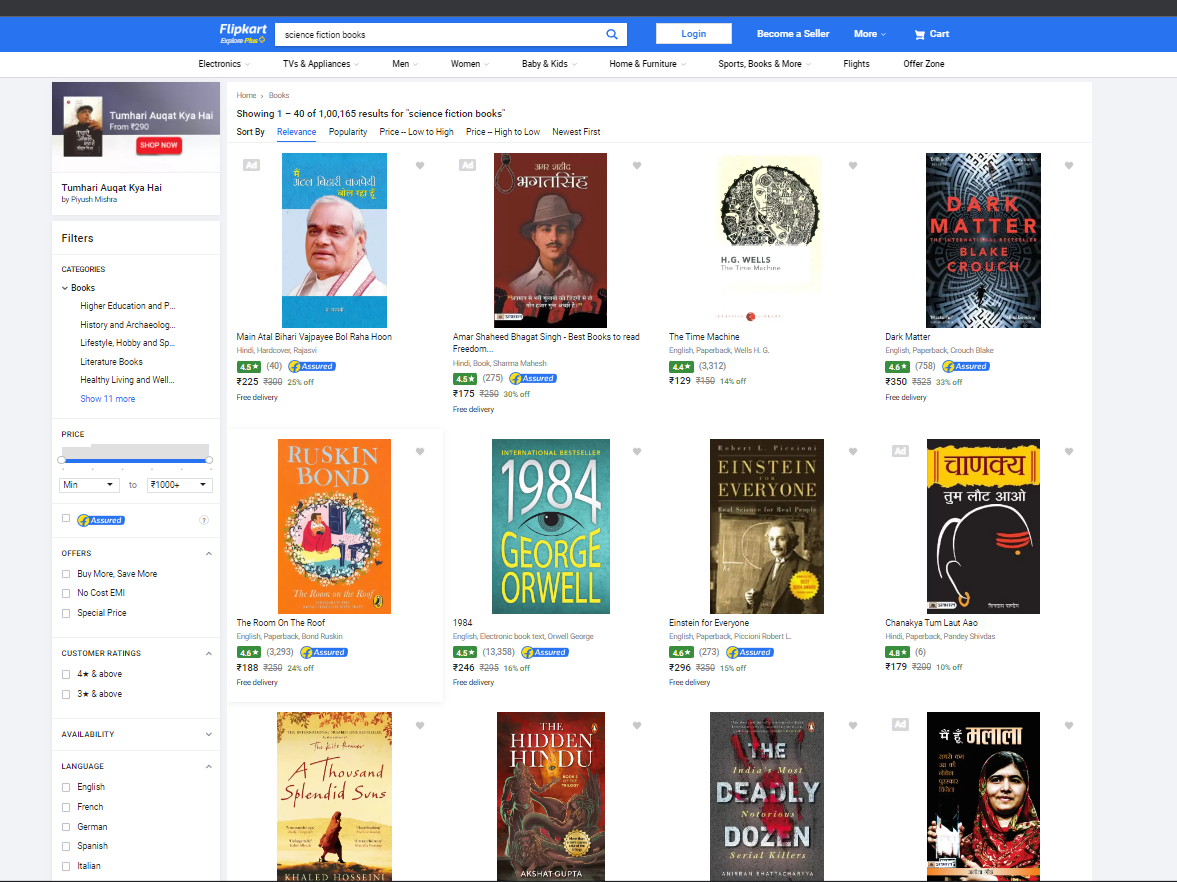 Flipkart
Explore Plus
science fiction books
Login
Become a Seller
More
Cart
Electronics
TVs & Appliances
Men
Women
Baby & Kids
Home & Furniture
Sports, Books & More
Flights
Offer Zone
Tumhari Auqat Kya Hai
From ₹290
SHOP NOW
Tumhari Auqat Kya Hai
by Piyush Mishra
Filters
CATEGORIES
Books
Higher Education and P...
History and Archaeolog...
Lifestyle, Hobby and Sp...
Literature Books
Healthy Living and Well...
Show 11 more
PRICE
Min
to
₹1000+
Assured
?
OFFERS
Buy More, Save More
No Cost EMI
Special Price
CUSTOMER RATINGS
4★ & above
3★ & above
AVAILABILITY
LANGUAGE
English
French
German
Spanish
Italian
Home > Books
Showing 1 – 40 of 1,00,165 results for "science fiction books"
Sort By Relevance Popularity Price -- Low to High Price -- High to Low Newest First
Ad
मैं
अटल बिहारी वाजपेयी
बोल रहा हूँ
Main Atal Bihari Vajpayee Bol Raha Hoon
Hindi, Hardcover, Rajasvi
4.5★ (40) Assured
₹225 ₹300 25% off
Free delivery
Ad
अमर शहीद
भगतसिंह
Amar Shaheed Bhagat Singh - Best Books to read
Freedom...
Hindi, Book, Sharma Mahesh
4.5★ (275) Assured
₹175 ₹250 30% off
Free delivery
H.G. WELLS
The Time Machine
The Time Machine
English, Paperback, Wells H. G.
4.4★ (3,312)
₹129 ₹150 14% off
DARK
MATTER
THE INTERNATIONAL BESTSELLER
BLAKE
CROUCH
Dark Matter
English, Paperback, Crouch Blake
4.6★ (758) Assured
₹350 ₹525 33% off
Free delivery
RUSKIN
BOND
The Room on the Roof
The Room On The Roof
English, Paperback, Bond Ruskin
4.6★ (3,293) Assured
₹188 ₹250 24% off
Free delivery
INTERNATIONAL BESTSELLER
1984
GEORGE
ORWELL
1984
English, Electronic book text, Orwell George
4.5★ (13,358) Assured
₹246 ₹295 16% off
Free delivery
Robert L. Piccioni
EINSTEIN
FOR
EVERYONE
Real Science for Real People
Einstein for Everyone
English, Paperback, Piccioni Robert L.
4.6★ (273) Assured
₹296 ₹350 15% off
Free delivery
Ad
चाणक्य
तुम लौट आओ
Chanakya Tum Laut Aao
Hindi, Paperback, Pandey Shivdas
4.8★ (6)
₹179 ₹200 10% off
The Kite Runner
A Thousand
Splendid Suns
KHALED HOSSEINI
THE
HIDDEN
HINDU
AKSHAT GUPTA
THE
India's Most
DEADLY
Notorious
DOZEN
Serial Killers
ANIRBAN BHATTACHARYYA
Ad
मैं हूँ मलाला